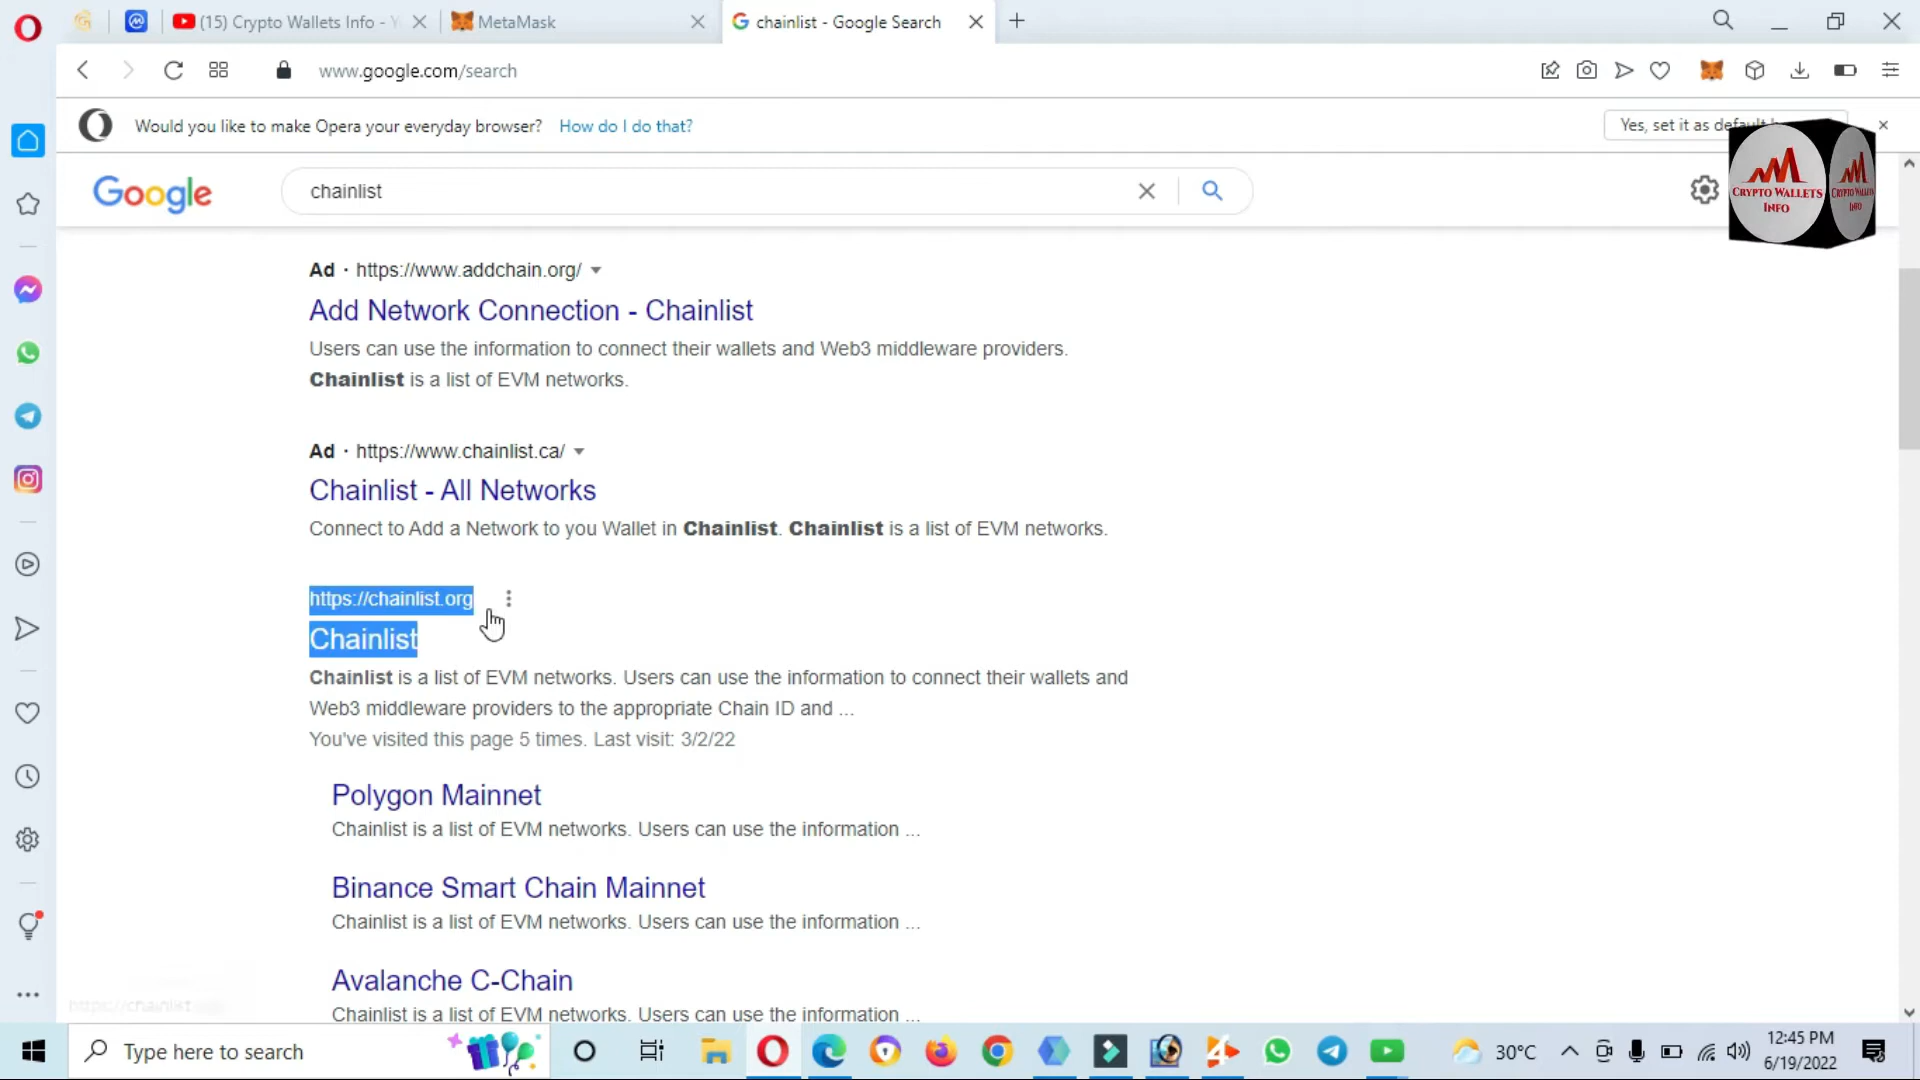 (15) Crypto Wallets Info - Y
MetaMask
chainlist - Google Search
www.google.com/search
Would you like to make Opera your everyday browser? How do I do that?
Yes, set it as default
Google
chainlist
CRYPTO WALLETS
INFO
CRYPTO WALLETS
INFO
Ad · https://www.addchain.org/
Add Network Connection - Chainlist
Users can use the information to connect their wallets and Web3 middleware providers.
Chainlist is a list of EVM networks.
Ad · https://www.chainlist.ca/
Chainlist - All Networks
Connect to Add a Network to you Wallet in Chainlist. Chainlist is a list of EVM networks.
https://chainlist.org
Chainlist
Chainlist is a list of EVM networks. Users can use the information to connect their wallets and
Web3 middleware providers to the appropriate Chain ID and ...
You've visited this page 5 times. Last visit: 3/2/22
Polygon Mainnet
Chainlist is a list of EVM networks. Users can use the information ...
Binance Smart Chain Mainnet
Chainlist is a list of EVM networks. Users can use the information ...
Avalanche C-Chain
Chainlist is a list of EVM networks. Users can use the information ...
Type here to search
30°C
12:45 PM
6/19/2022